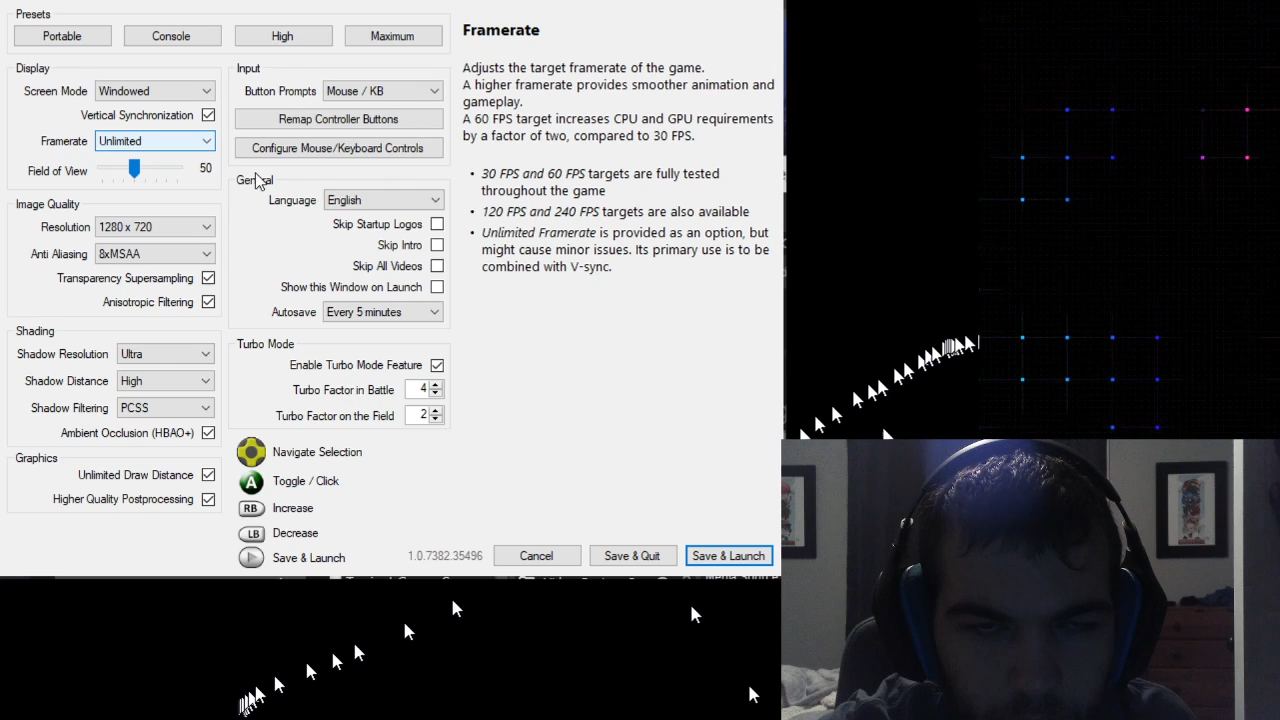 Presets
Portable
Console
High
Maximum
Display
Screen Mode
Windowed
Vertical Synchronization
Framerate
Unlimited
Field of View
50
Image Quality
Resolution
1280 x 720
Anti Aliasing
8xMSAA
Transparency Supersampling
Anisotropic Filtering
Shading
Shadow Resolution
Ultra
Shadow Distance
High
Shadow Filtering
PCSS
Ambient Occlusion (HBAO+)
Graphics
Unlimited Draw Distance
Higher Quality Postprocessing
Input
Button Prompts
Mouse / KB
Remap Controller Buttons
Configure Mouse/Keyboard Controls
General
Language
English
Skip Startup Logos
Skip Intro
Skip All Videos
Show this Window on Launch
Autosave
Every 5 minutes
Turbo Mode
Enable Turbo Mode Feature
Turbo Factor in Battle
4
Turbo Factor on the Field
2
Navigate Selection
A
Toggle / Click
RB
Increase
LB
Decrease
Save & Launch
1.0.7382.35496
Cancel
Save & Quit
Save & Launch
Framerate
Adjusts the target framerate of the game.
A higher framerate provides smoother animation and
gameplay.
A 60 FPS target increases CPU and GPU requirements
by a factor of two, compared to 30 FPS.
• 30 FPS and 60 FPS targets are fully tested
throughout the game
• 120 FPS and 240 FPS targets are also available
• Unlimited Framerate is provided as an option, but
might cause minor issues. Its primary use is to be
combined with V-sync.